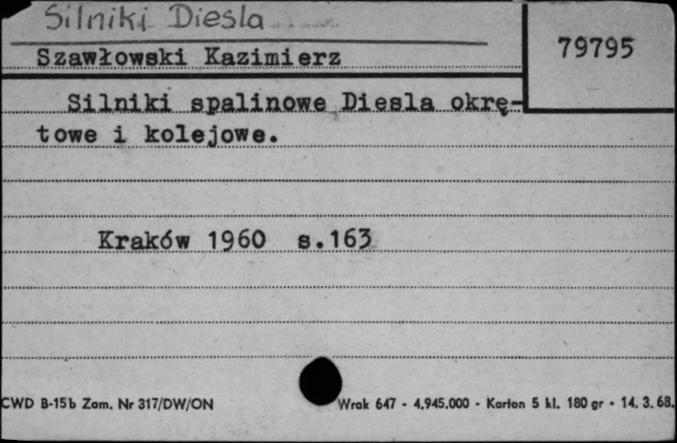 Silniki Diesla
Szawłowski Kazimierz
79795
Silniki spalinowe Diesla okrę-
towe i kolejowe.
Kraków 1960 s.163
CWD B-15b Zam. Nr 317/DW/ON
Wrak 647 - 4.945.000 - Karton 5 kl. 180 gr - 14. 3. 68.